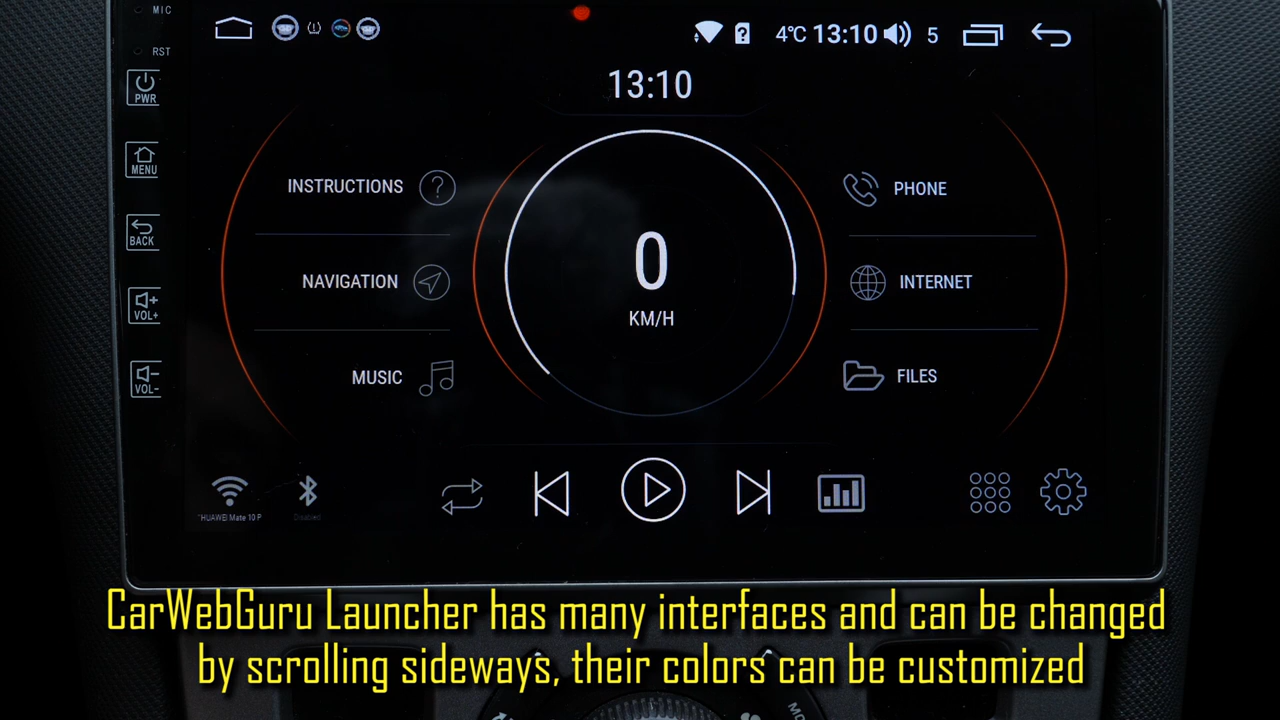 MIC
RST
PWR
MENU
BACK
VOL+
VOL-
4°C 13:10 5
13:10
INSTRUCTIONS
NAVIGATION
MUSIC
0
KM/H
PHONE
INTERNET
FILES
"HUAWEI Mate 10 P
Disabled
CarWebGuru Launcher has many interfaces and can be changed
by scrolling sideways, their colors can be customized